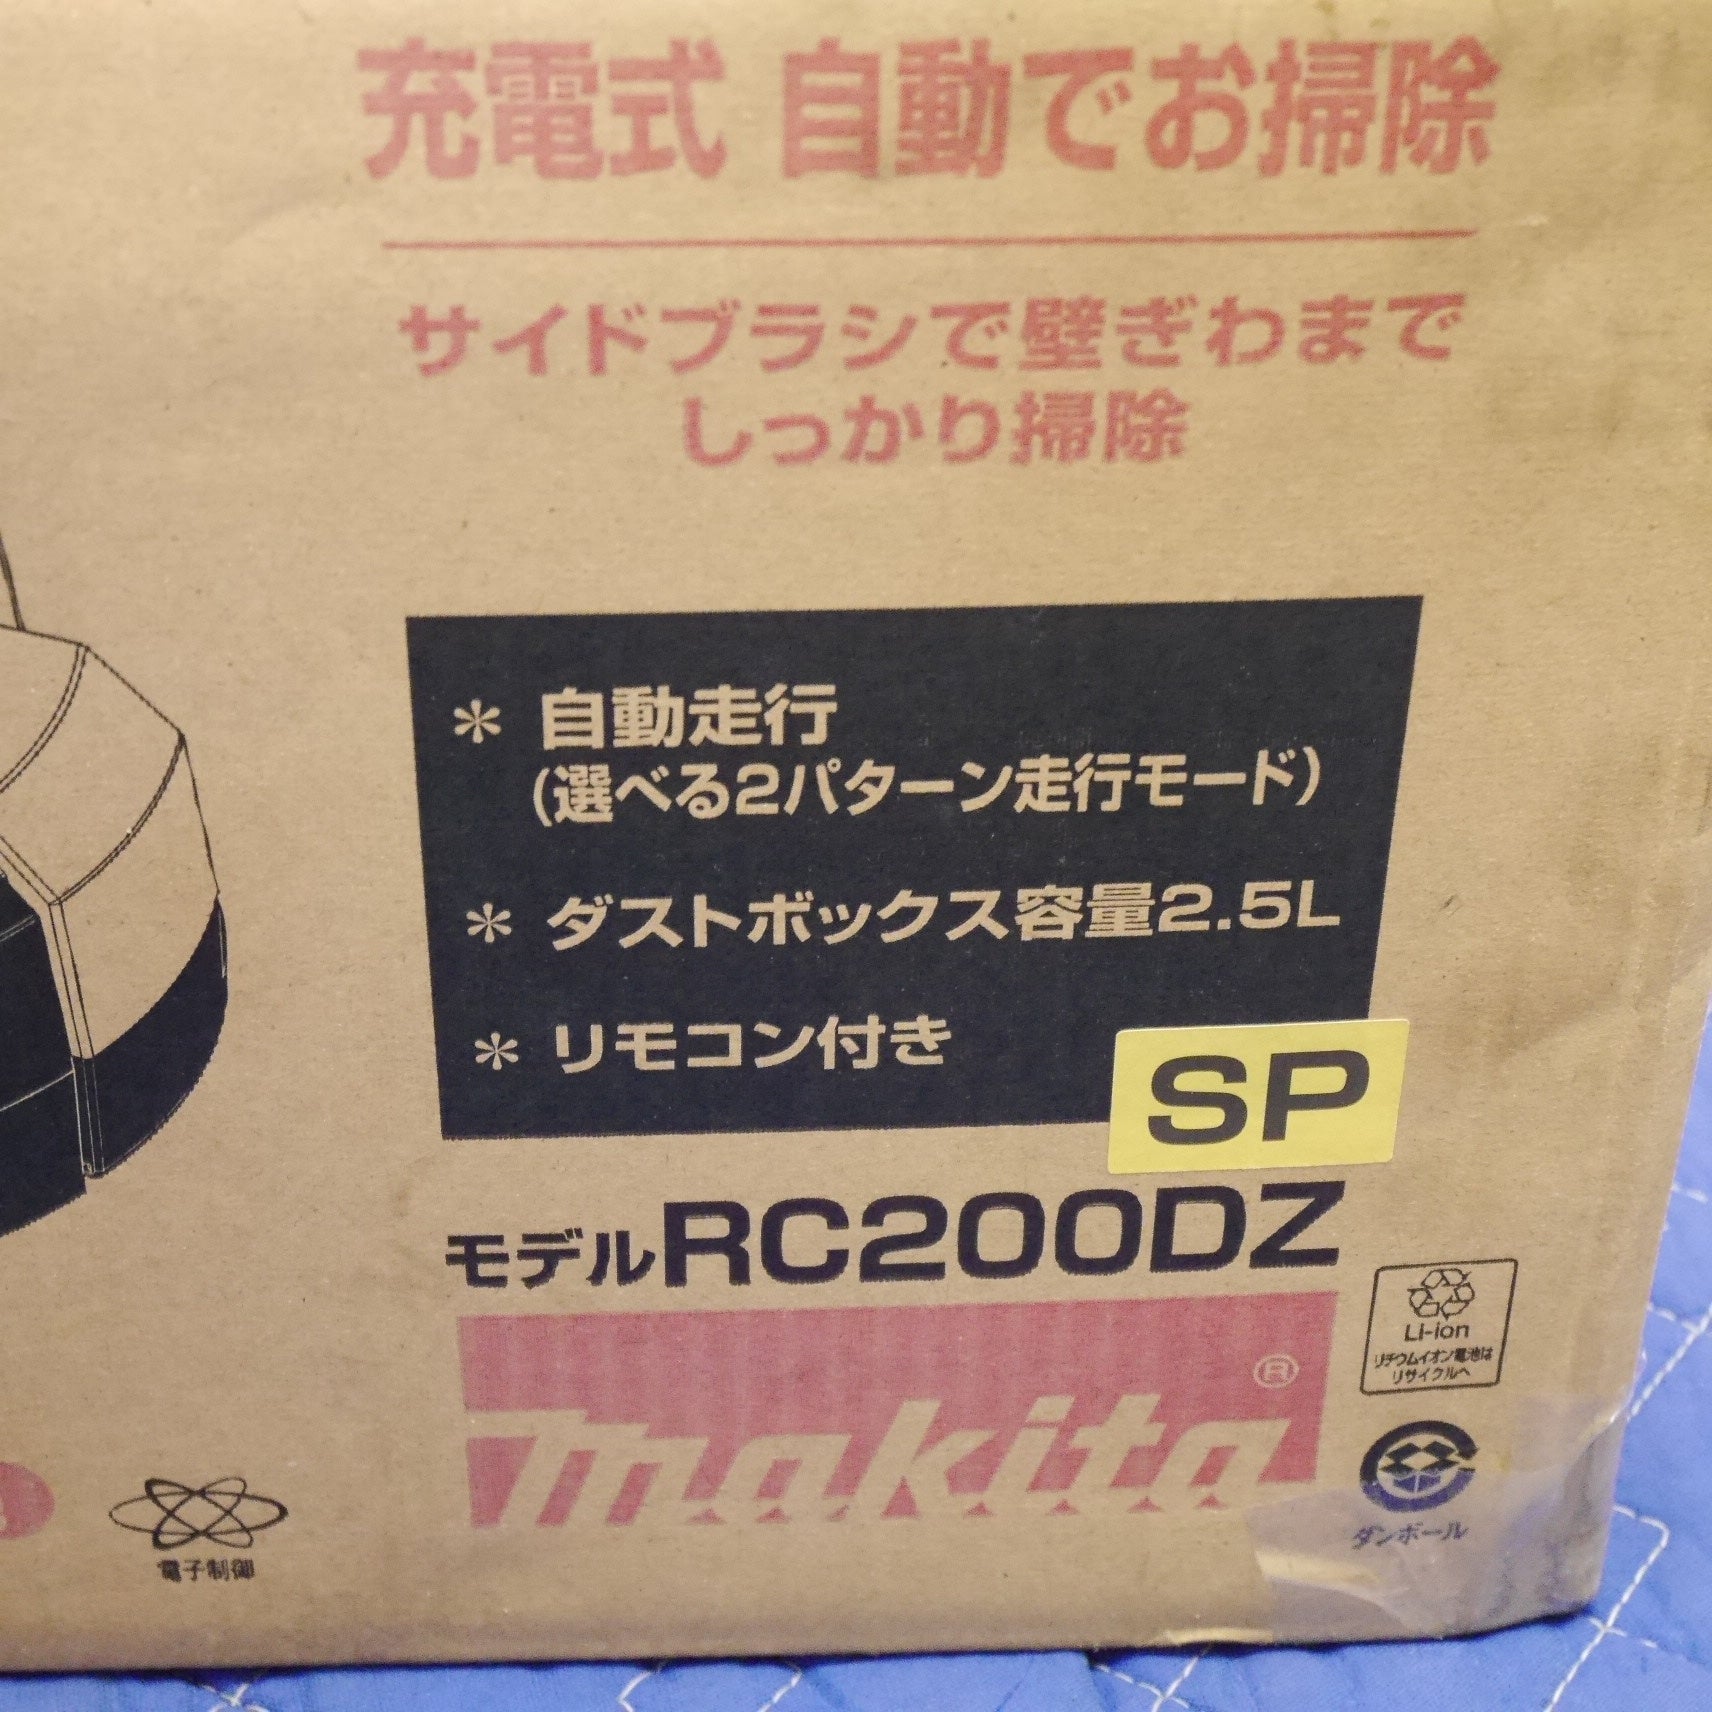 充電式 自動でお掃除
サイドブラシで壁ぎわまで
しっかり掃除
* 自動走行
(選べる2パターン走行モード)
* ダストボックス容量2.5L
* リモコン付き
SP
モデルRC200DZ
makita®
Li-ion
リチウムイオン電池は
リサイクルへ
ダンボール
電子制御